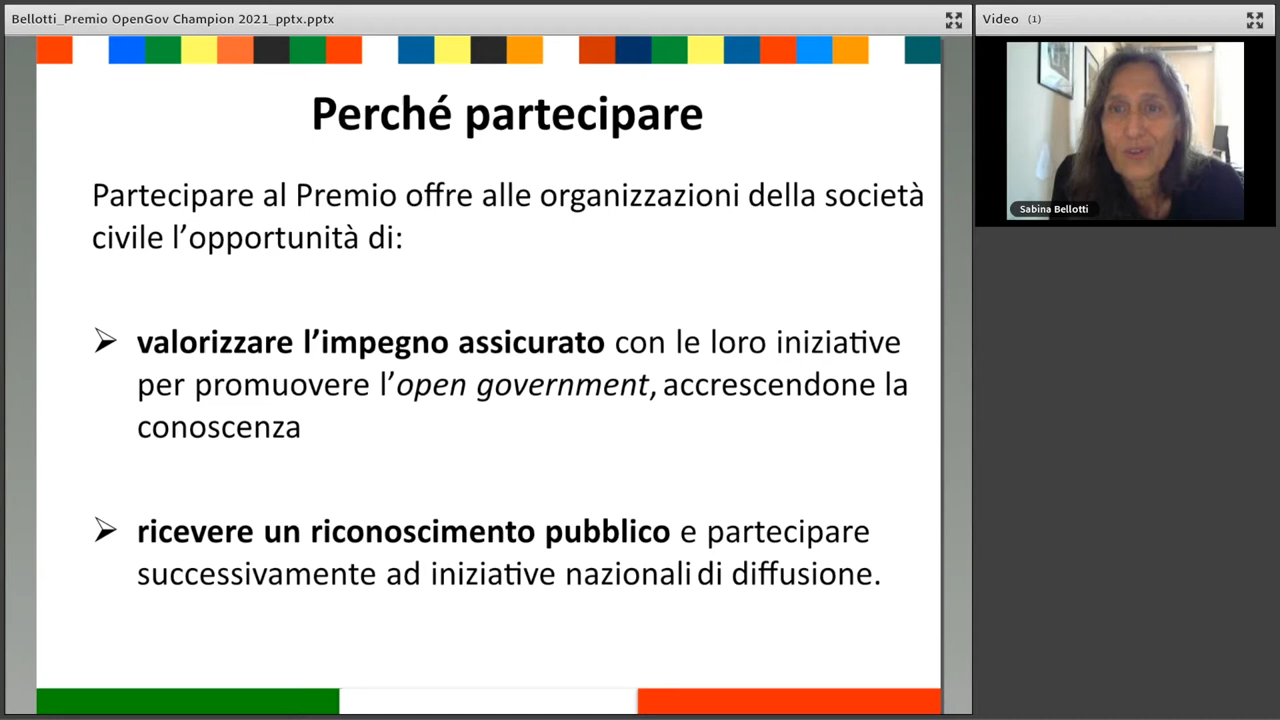 Bellotti_Premio OpenGov Champion 2021_pptx.pptx
Video (1)
Perché partecipare
Partecipare al Premio offre alle organizzazioni della società
civile l’opportunità di:
➢ valorizzare l’impegno assicurato con le loro iniziative
per promuovere l’open government, accrescendone la
conoscenza
➢ ricevere un riconoscimento pubblico e partecipare
successivamente ad iniziative nazionali di diffusione.
Sabina Bellotti